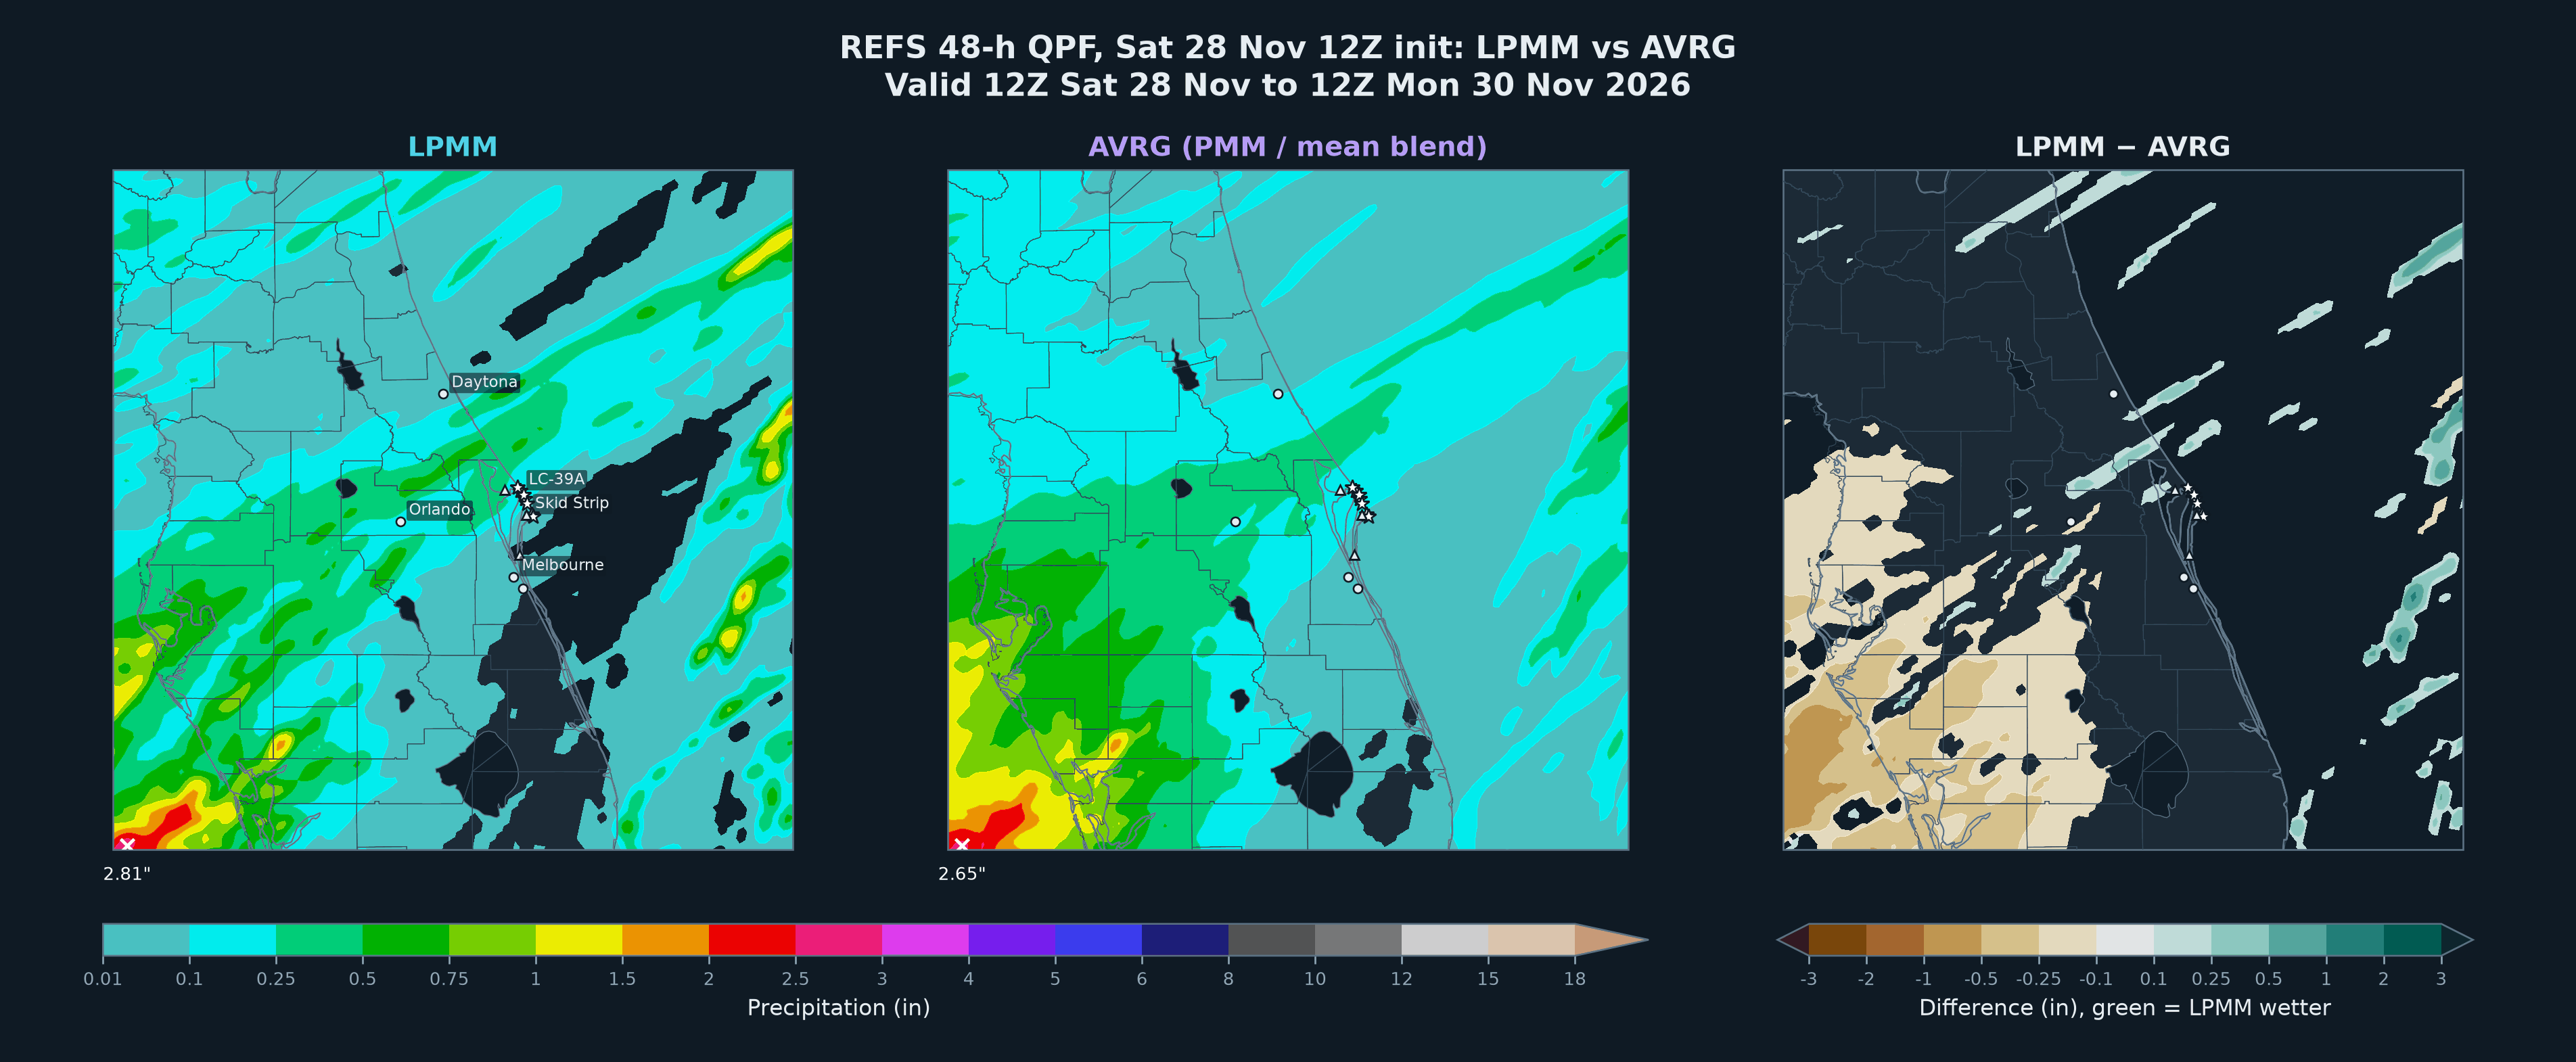 REFS 48-h QPF, Sat 28 Nov 12Z init: LPMM vs AVRG
Valid 12Z Sat 28 Nov to 12Z Mon 30 Nov 2026
LPMM
AVRG (PMM / mean blend)
LPMM − AVRG
Daytona
LC-39A
Skid Strip
Orlando
Melbourne
2.81"
2.65"
0.01 0.1 0.25 0.5 0.75 1 1.5 2 2.5 3 4 5 6 8 10 12 15 18
Precipitation (in)
-3 -2 -1 -0.5 -0.25 -0.1 0.1 0.25 0.5 1 2 3
Difference (in), green = LPMM wetter